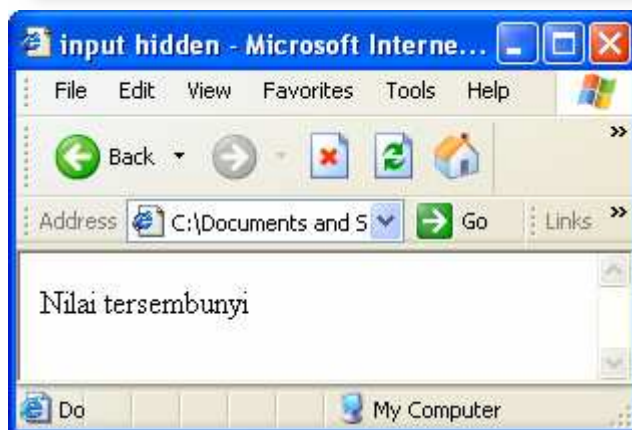 input hidden - Microsoft Interne...
File Edit View Favorites Tools Help
Back
Address C:\Documents and S Go Links
Nilai tersembunyi
Do My Computer